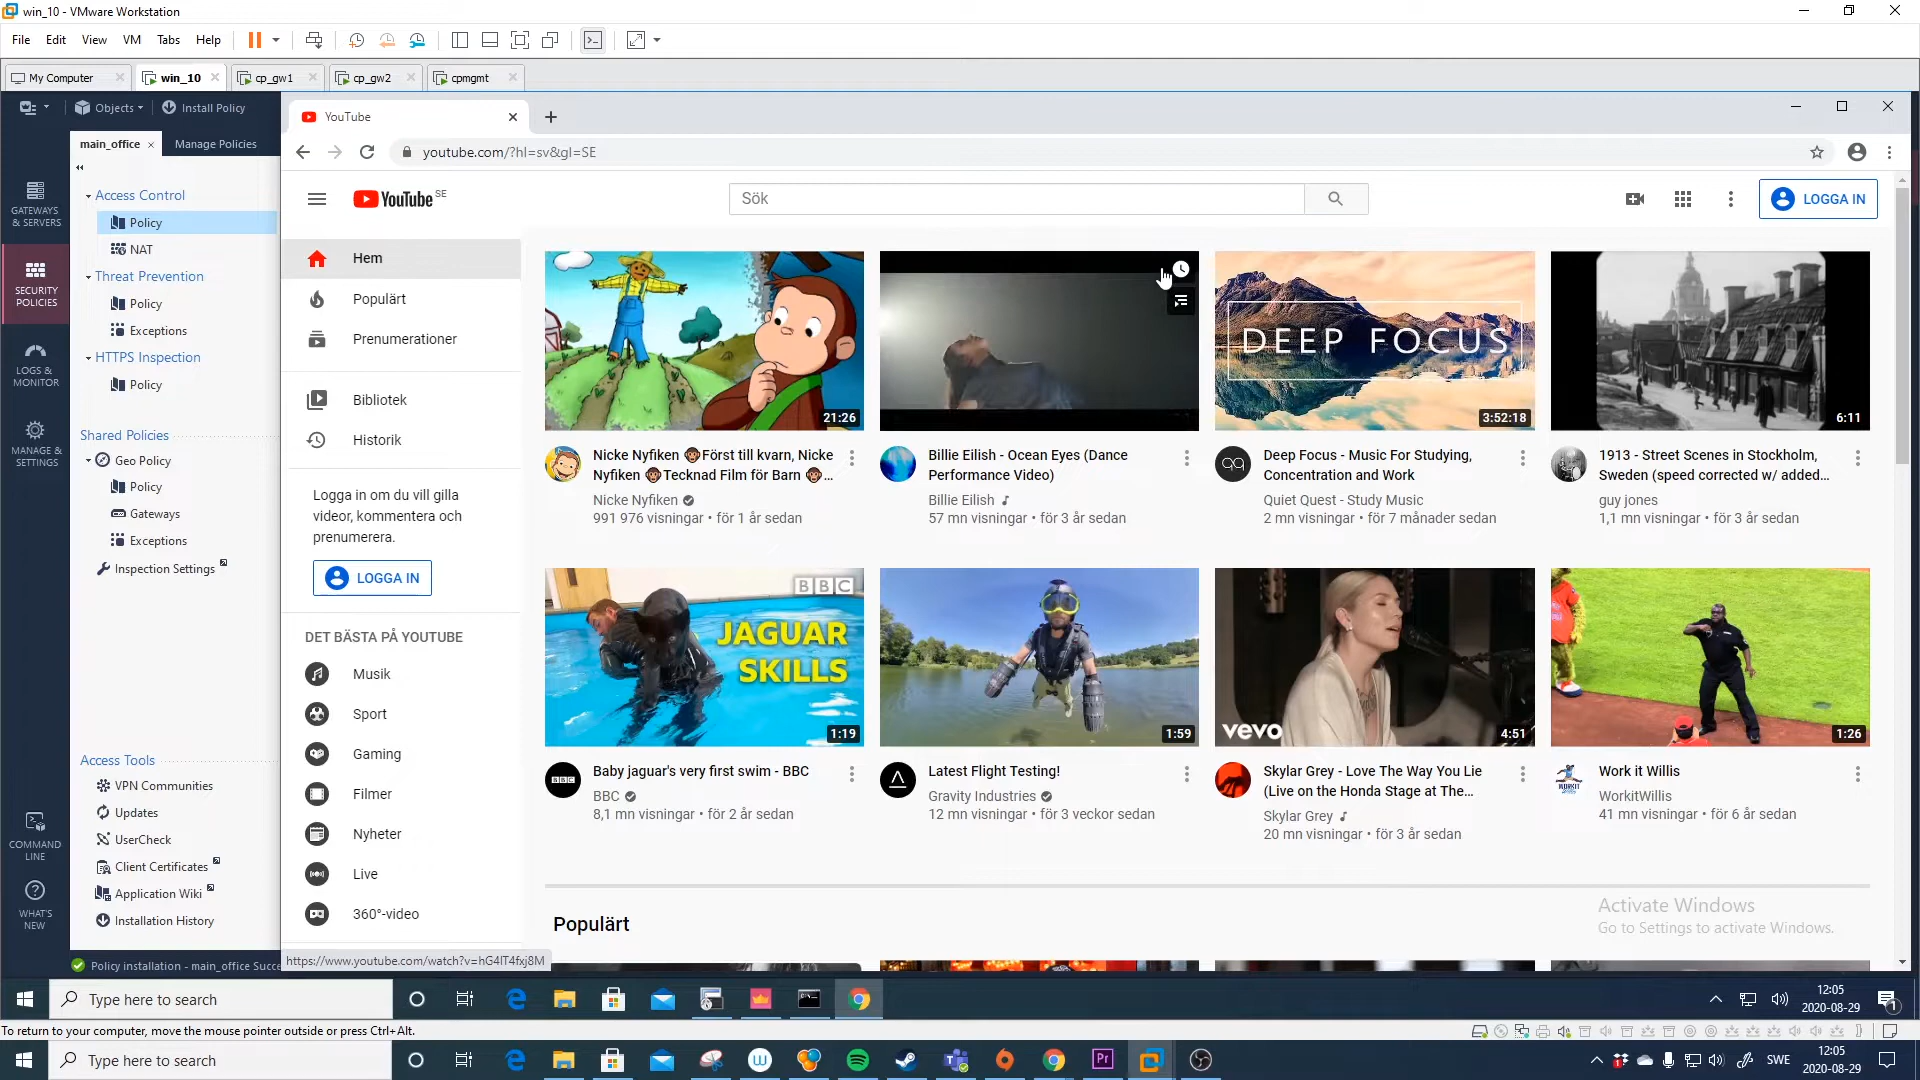 win_10 - VMware Workstation
File Edit View VM Tabs Help
My Computer
win_10
cp_gw1
cp_gw2
cpmgmt
Objects
Install Policy
main_office
Manage Policies
GATEWAYS
& SERVERS
SECURITY
POLICIES
LOGS &
MONITOR
MANAGE &
SETTINGS
COMMAND
LINE
WHAT'S
NEW
Access Control
Policy
NAT
Threat Prevention
Policy
Exceptions
HTTPS Inspection
Policy
Shared Policies
Geo Policy
Policy
Gateways
Exceptions
Inspection Settings
Access Tools
VPN Communities
Updates
UserCheck
Client Certificates
Application Wiki
Installation History
YouTube
youtube.com/?hl=sv&gl=SE
YouTube SE
Sök
LOGGA IN
Hem
Populärt
Prenumerationer
Bibliotek
Historik
Logga in om du vill gilla
videor, kommentera och
prenumerera.
LOGGA IN
DET BÄSTA PÅ YOUTUBE
Musik
Sport
Gaming
Filmer
Nyheter
Live
360°-video
21:26
DEEP FOCUS
3:52:18
6:11
Nicke Nyfiken 🐵Först till kvarn, Nicke
Nyfiken 🐵Tecknad Film för Barn 🐵...
Nicke Nyfiken
991 976 visningar • för 1 år sedan
Billie Eilish - Ocean Eyes (Dance
Performance Video)
Billie Eilish
57 mn visningar • för 3 år sedan
Deep Focus - Music For Studying,
Concentration and Work
Quiet Quest - Study Music
2 mn visningar • för 7 månader sedan
1913 - Street Scenes in Stockholm,
Sweden (speed corrected w/ added...
guy jones
1,1 mn visningar • för 3 år sedan
BBC
JAGUAR
SKILLS
1:19
1:59
vevo
4:51
1:26
Baby jaguar's very first swim - BBC
BBC
8,1 mn visningar • för 2 år sedan
Latest Flight Testing!
Gravity Industries
12 mn visningar • för 3 veckor sedan
Skylar Grey - Love The Way You Lie
(Live on the Honda Stage at The...
Skylar Grey
20 mn visningar • för 3 år sedan
Work it Willis
WorkitWillis
41 mn visningar • för 6 år sedan
Populärt
Activate Windows
Go to Settings to activate Windows.
https://www.youtube.com/watch?v=hG4lT4fxj8M
Policy installation - main_office Succe
Type here to search
12:05
2020-08-29
1
To return to your computer, move the mouse pointer outside or press Ctrl+Alt.
Type here to search
SWE
12:05
2020-08-29